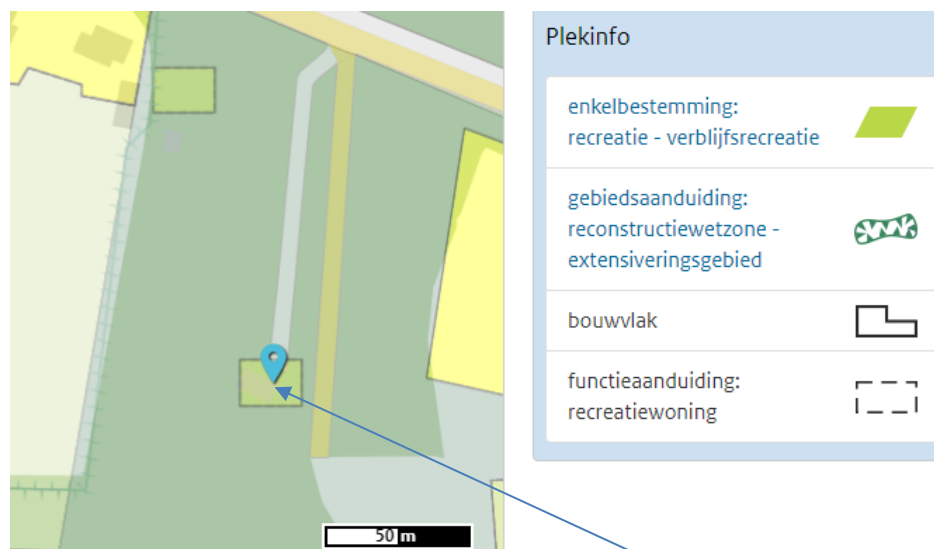 Plekinfo
enkelbestemming:
recreatie - verblijfsrecreatie
gebiedsaanduiding:
reconstructiewetzone -
extensiveringsgebied
bouwvlak
functieaanduiding:
recreatiewoning
50 m